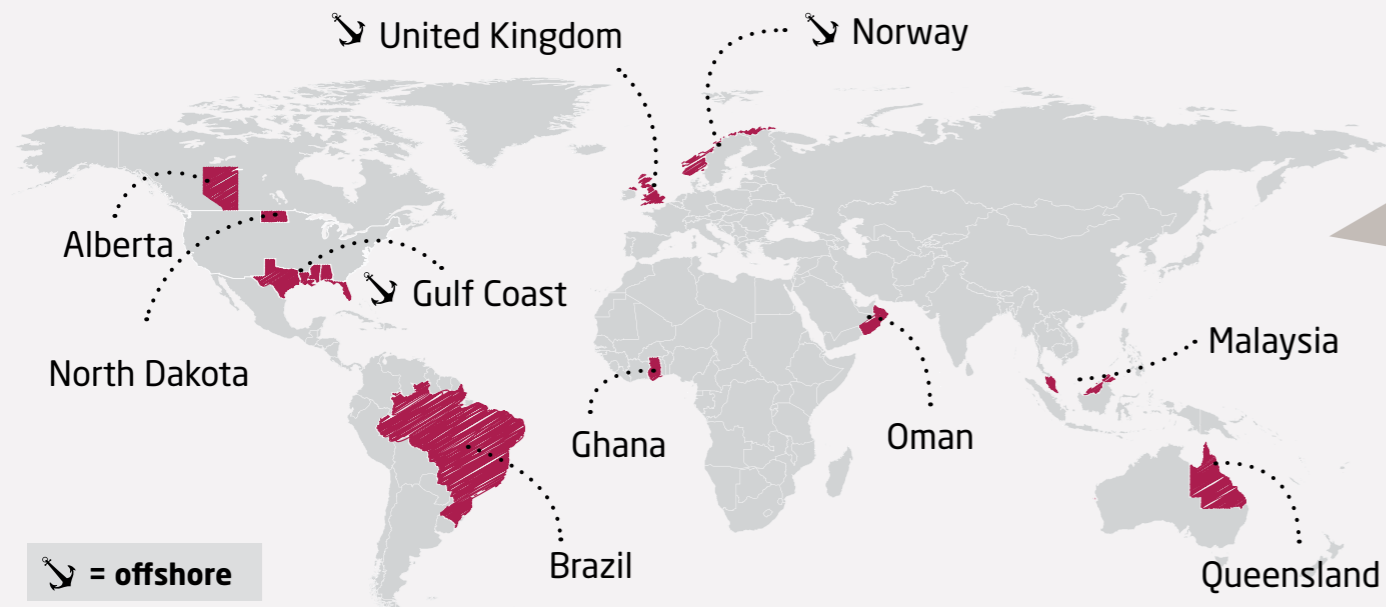 United Kingdom
Norway
Alberta
Gulf Coast
North Dakota
Malaysia
Ghana
Oman
Brazil
Queensland
= offshore